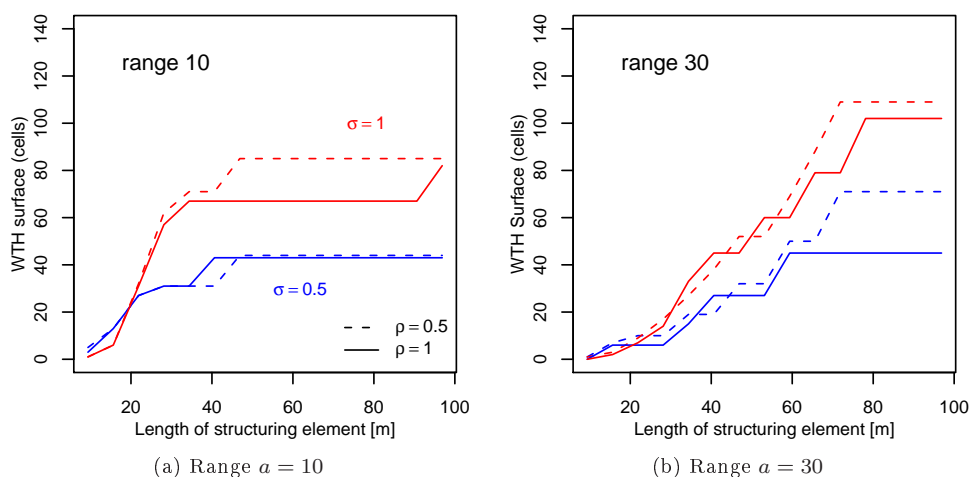 range 10
σ = 1
σ = 0.5
ρ = 0.5
ρ = 1
WTH surface (cells)
0 20 40 60 80 100 120 140
20 40 60 80 100
Length of structuring element [m]
(a) Range a = 10
range 30
WTH Surface (cells)
0 20 40 60 80 100 120 140
20 40 60 80 100
Length of structuring element [m]
(b) Range a = 30